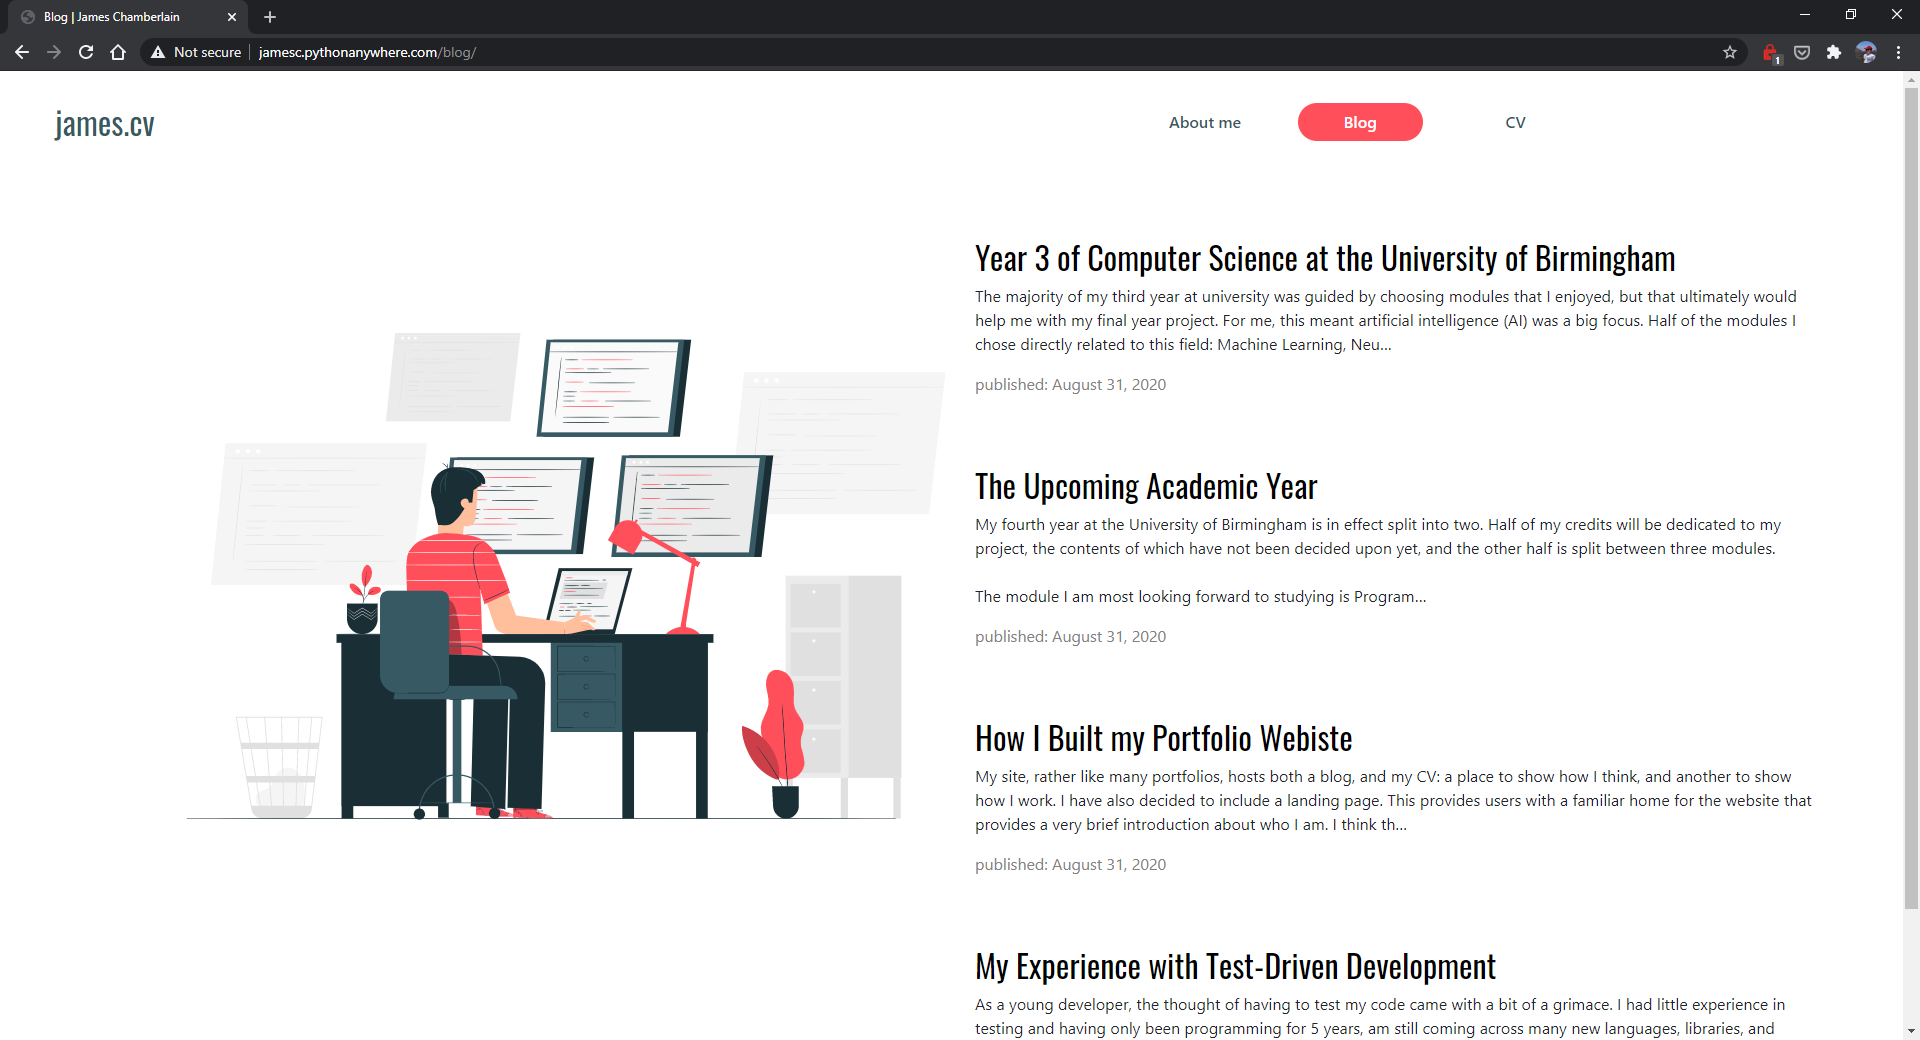 Blog | James Chamberlain
Not secure
jamesc.pythonanywhere.com/blog/
1
james.cv
About me
Blog
CV
Year 3 of Computer Science at the University of Birmingham
The majority of my third year at university was guided by choosing modules that I enjoyed, but that ultimately would
help me with my final year project. For me, this meant artificial intelligence (AI) was a big focus. Half of the modules I
chose directly related to this field: Machine Learning, Neu...
published: August 31, 2020
The Upcoming Academic Year
My fourth year at the University of Birmingham is in effect split into two. Half of my credits will be dedicated to my
project, the contents of which have not been decided upon yet, and the other half is split between three modules.
The module I am most looking forward to studying is Program...
published: August 31, 2020
How I Built my Portfolio Webiste
My site, rather like many portfolios, hosts both a blog, and my CV: a place to show how I think, and another to show
how I work. I have also decided to include a landing page. This provides users with a familiar home for the website that
provides a very brief introduction about who I am. I think th...
published: August 31, 2020
My Experience with Test-Driven Development
As a young developer, the thought of having to test my code came with a bit of a grimace. I had little experience in
testing and having only been programming for 5 years, am still coming across many new languages, libraries, and